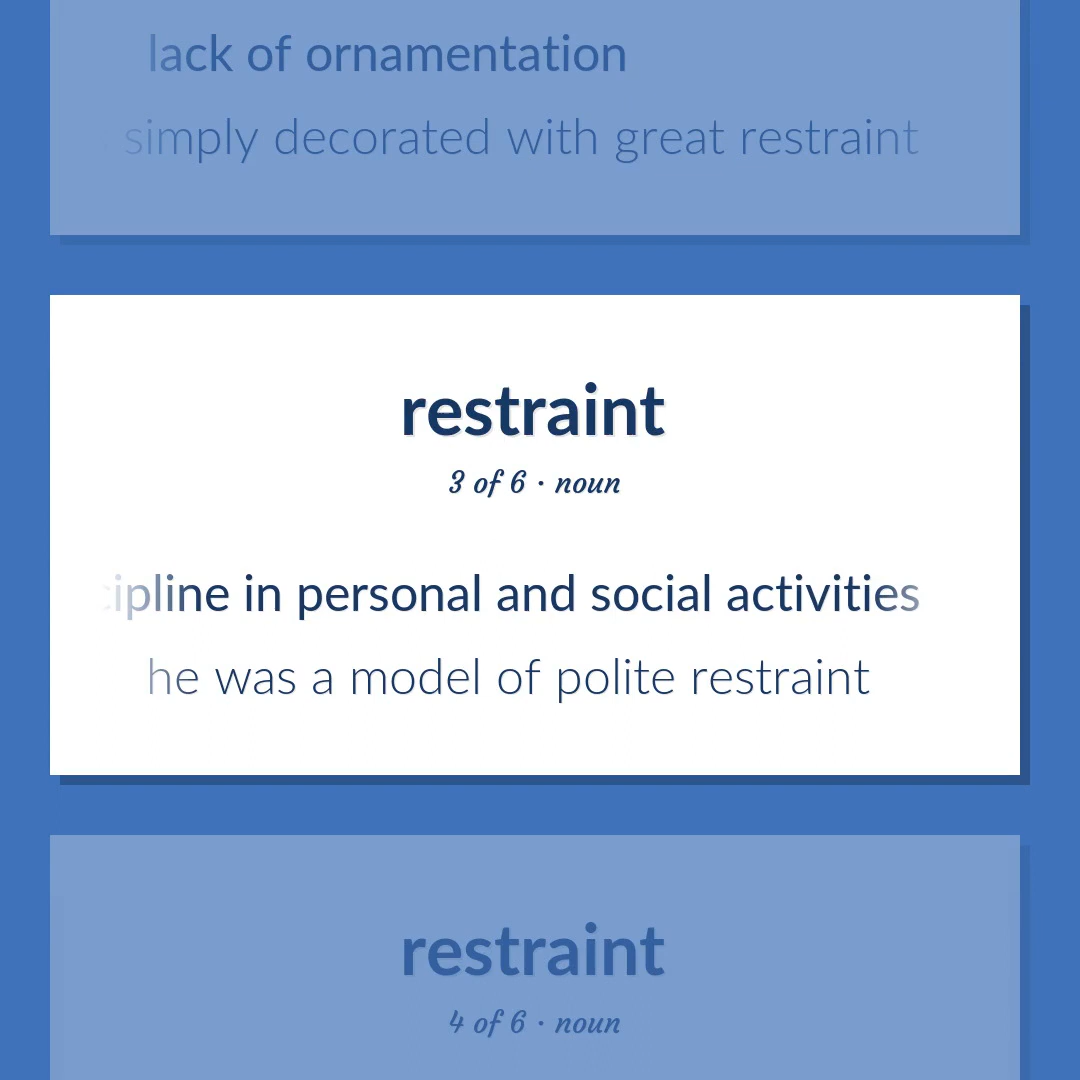 lack of ornamentation
simply decorated with great restraint
restraint
3 of 6 · noun
cipline in personal and social activities
he was a model of polite restraint
restraint
4 of 6 · noun